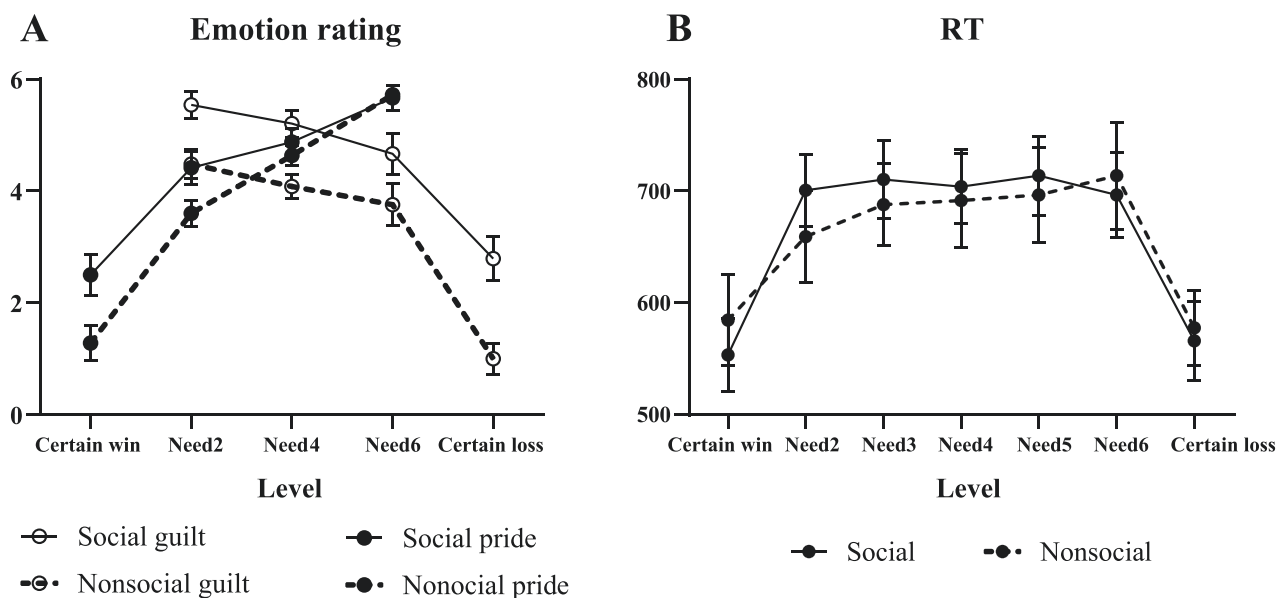 A
Emotion rating
6
4
2
0
Certain win Need2 Need4 Need6 Certain loss
Level
Social guilt
Social pride
Nonsocial guilt
Nonocial pride
B
RT
800
700
600
500
Certain win Need2 Need3 Need4 Need5 Need6 Certain loss
Level
Social
Nonsocial